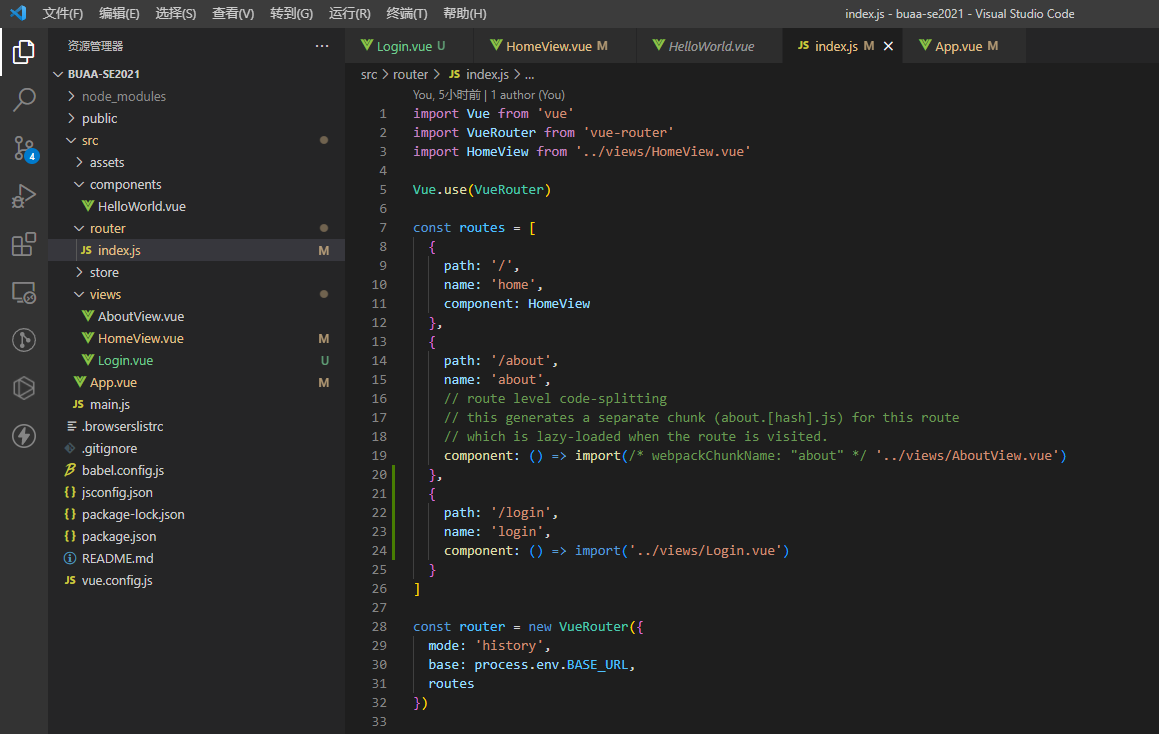 文件(F) 编辑(E) 选择(S) 查看(V) 转到(G) 运行(R) 终端(T) 帮助(H) index.js - buaa-se2021 - Visual Studio Code
资源管理器 ···
BUAA-SE2021
node_modules
public
src
assets
components
HelloWorld.vue
router
index.js M
store
views
AboutView.vue
HomeView.vue M
Login.vue U
App.vue M
JS main.js
.browserslistrc
.gitignore
babel.config.js
{} jsconfig.json
{} package-lock.json
{} package.json
README.md
JS vue.config.js
4
Login.vue U HomeView.vue M HelloWorld.vue JS index.js M × App.vue M
src > router > JS index.js > ...
You, 5小时前 | 1 author (You)
1 import Vue from 'vue'
2 import VueRouter from 'vue-router'
3 import HomeView from '../views/HomeView.vue'
4
5 Vue.use(VueRouter)
6
7 const routes = [
8 {
9 path: '/',
10 name: 'home',
11 component: HomeView
12 },
13 {
14 path: '/about',
15 name: 'about',
16 // route level code-splitting
17 // this generates a separate chunk (about.[hash].js) for this route
18 // which is lazy-loaded when the route is visited.
19 component: () => import(/* webpackChunkName: "about" */ '../views/AboutView.vue')
20 },
21 {
22 path: '/login',
23 name: 'login',
24 component: () => import('../views/Login.vue')
25 }
26 ]
27
28 const router = new VueRouter({
29 mode: 'history',
30 base: process.env.BASE_URL,
31 routes
32 })
33